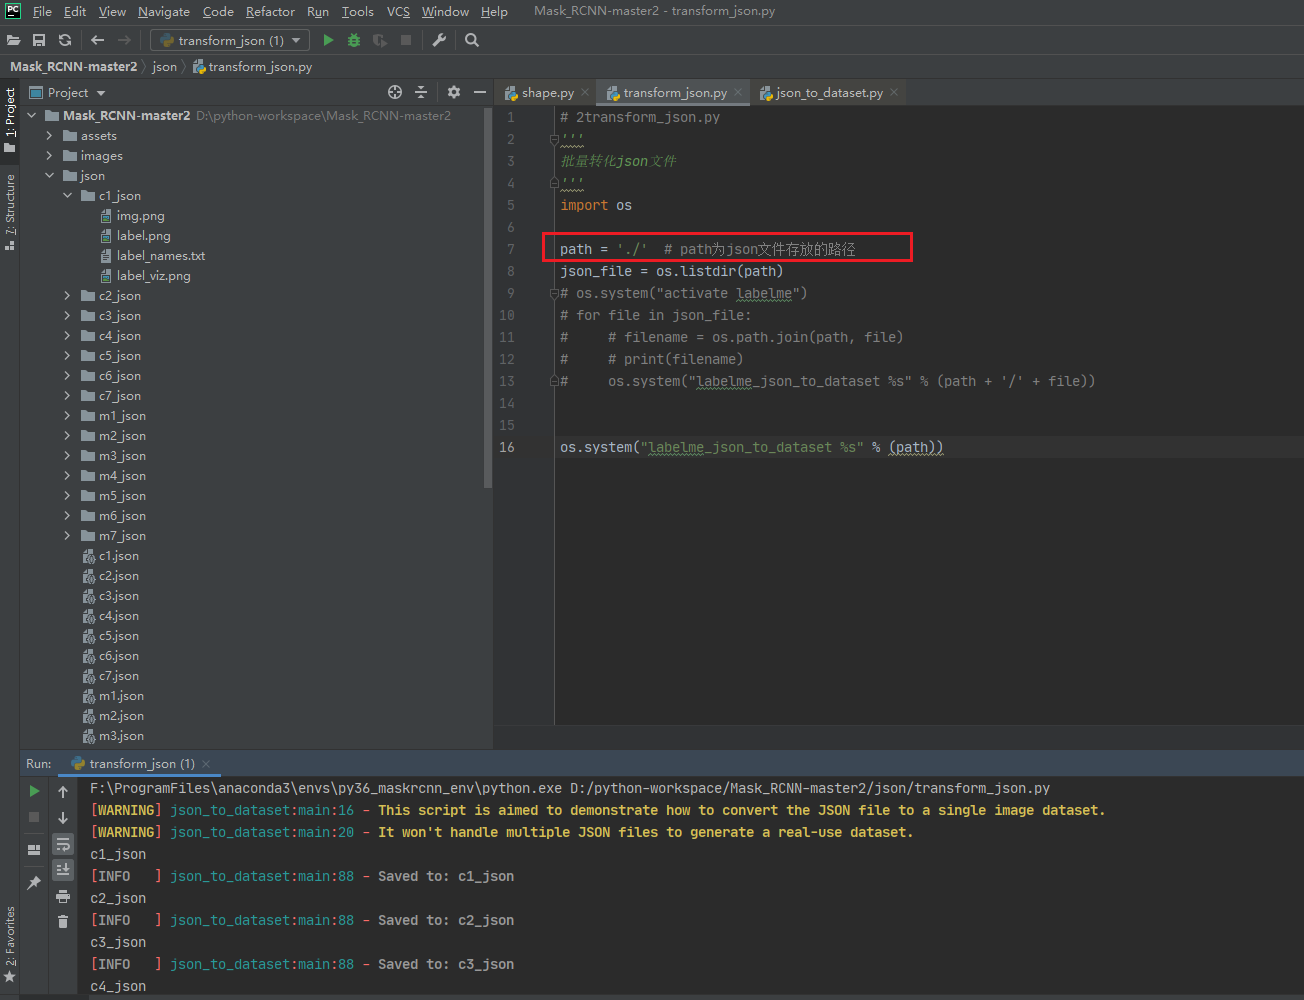 PC File Edit View Navigate Code Refactor Run Tools VCS Window Help Mask_RCNN-master2 - transform_json.py
transform_json (1)
Mask_RCNN-master2 json transform_json.py
1: Project
7: Structure
2: Favorites
Project
Mask_RCNN-master2 D:\python-workspace\Mask_RCNN-master2
assets
images
json
c1_json
img.png
label.png
label_names.txt
label_viz.png
c2_json
c3_json
c4_json
c5_json
c6_json
c7_json
m1_json
m2_json
m3_json
m4_json
m5_json
m6_json
m7_json
c1.json
c2.json
c3.json
c4.json
c5.json
c6.json
c7.json
m1.json
m2.json
m3.json
shape.py transform_json.py json_to_dataset.py
1 # 2transform_json.py
2 '''
3 批量转化json文件
4 '''
5 import os
6
7 path = './' # path为json文件存放的路径
8 json_file = os.listdir(path)
9 # os.system("activate labelme")
10 # for file in json_file:
11 # # filename = os.path.join(path, file)
12 # # print(filename)
13 # os.system("labelme_json_to_dataset %s" % (path + '/' + file))
14
15
16 os.system("labelme_json_to_dataset %s" % (path))
Run: transform_json (1)
F:\ProgramFiles\anaconda3\envs\py36_maskrcnn_env\python.exe D:/python-workspace/Mask_RCNN-master2/json/transform_json.py
[WARNING] json_to_dataset:main:16 - This script is aimed to demonstrate how to convert the JSON file to a single image dataset.
[WARNING] json_to_dataset:main:20 - It won't handle multiple JSON files to generate a real-use dataset.
c1_json
[INFO   ] json_to_dataset:main:88 - Saved to: c1_json
c2_json
[INFO   ] json_to_dataset:main:88 - Saved to: c2_json
c3_json
[INFO   ] json_to_dataset:main:88 - Saved to: c3_json
c4_json